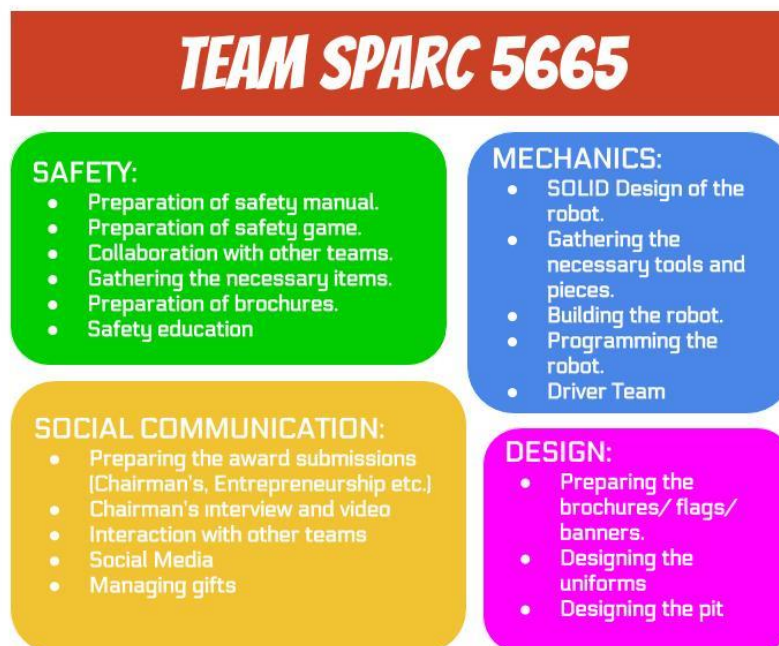 TEAM SPARC 5665
SAFETY:
● Preparation of safety manual.
● Preparation of safety game.
● Collaboration with other teams.
● Gathering the necessary items.
● Preparation of brochures.
● Safety education
MECHANICS:
● SOLID Design of the
robot.
● Gathering the
necessary tools and
pieces.
● Building the robot.
● Programming the
robot.
● Driver Team
SOCIAL COMMUNICATION:
● Preparing the award submissions
(Chairman's, Entrepreneurship etc.)
● Chairman's ınterview and video
● Interaction with other teams
● Social Media
● Managing gifts
DESIGN:
● Preparing the
brochures/ flags/
banners.
● Designing the
uniforms
● Designing the pit